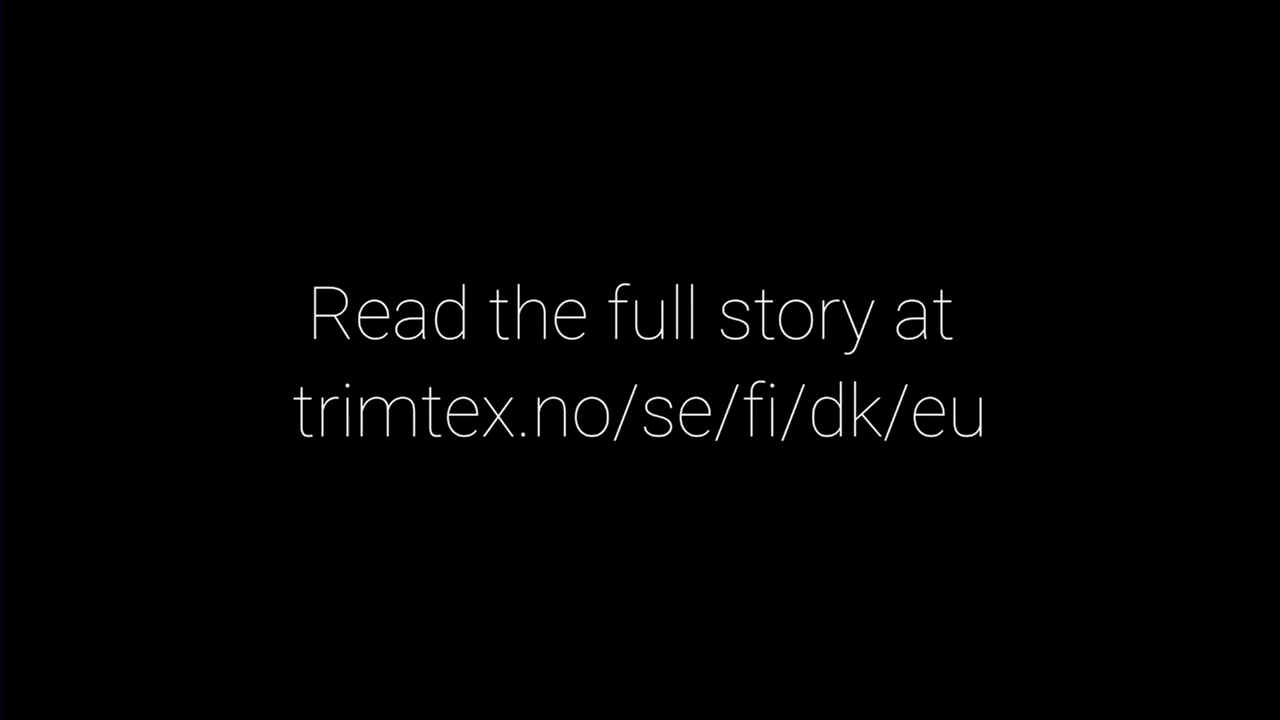 Read the full story at
trimtex.no/se/fi/dk/eu